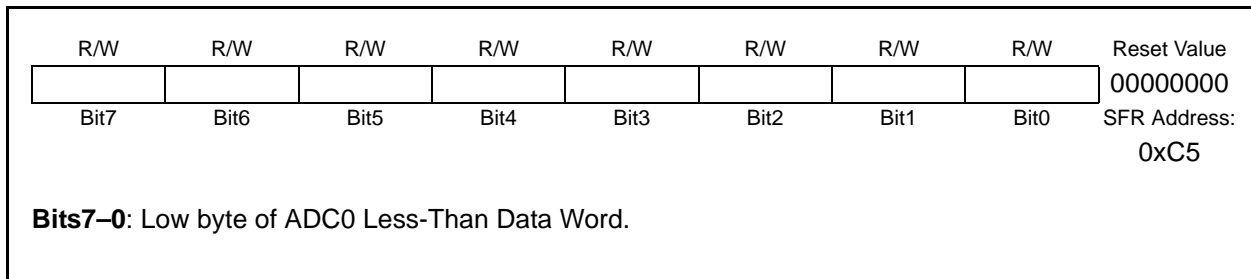 R/W R/W R/W R/W R/W R/W R/W R/W Reset Value
00000000
Bit7 Bit6 Bit5 Bit4 Bit3 Bit2 Bit1 Bit0 SFR Address:
0xC5
Bits7–0: Low byte of ADC0 Less-Than Data Word.